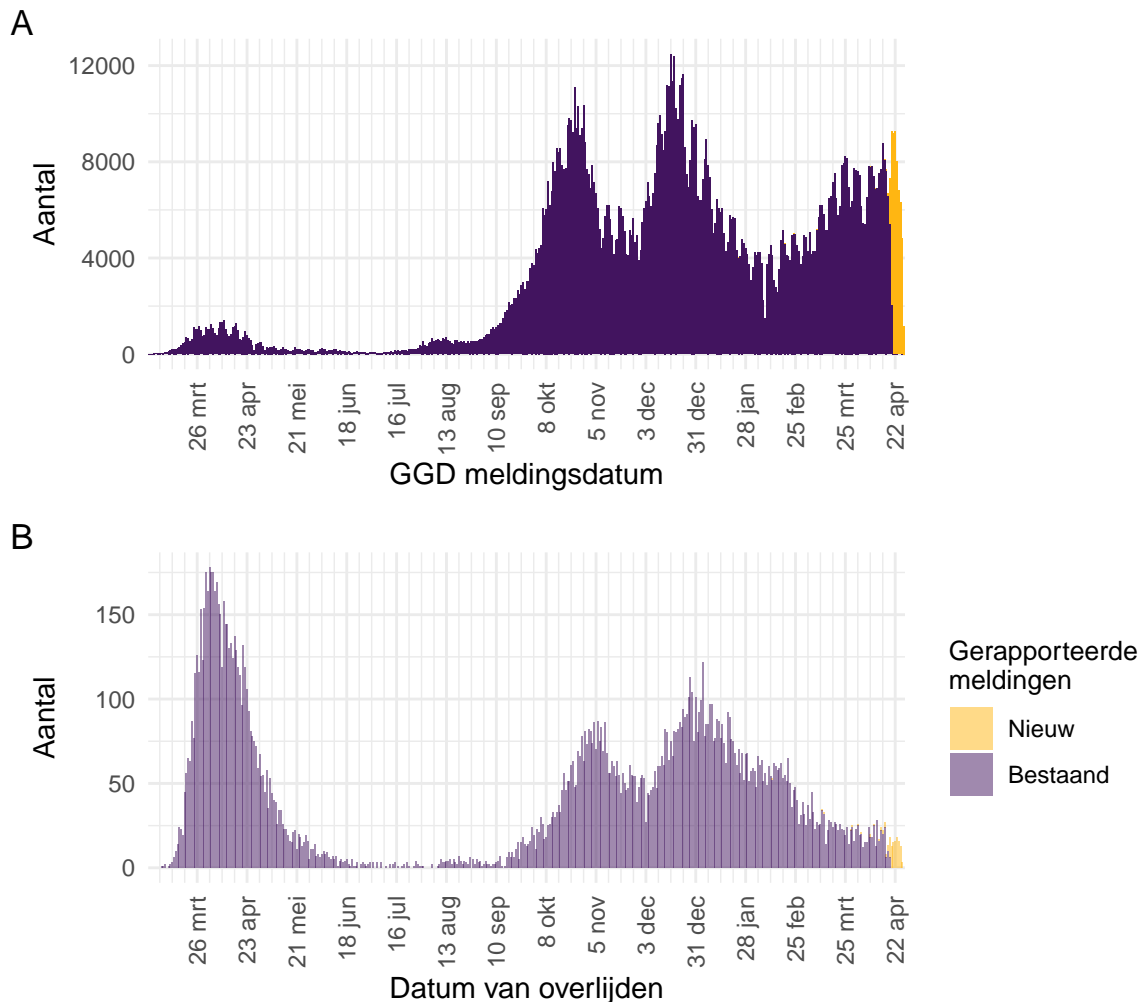 A
12000
8000
4000
0
Aantal
26 mrt
23 apr
21 mei
18 jun
16 jul
13 aug
10 sep
8 okt
5 nov
3 dec
31 dec
28 jan
25 feb
25 mrt
22 apr
GGD meldingsdatum
B
150
100
50
0
Aantal
26 mrt
23 apr
21 mei
18 jun
16 jul
13 aug
10 sep
8 okt
5 nov
3 dec
31 dec
28 jan
25 feb
25 mrt
22 apr
Datum van overlijden
Gerapporteerde
meldingen
Nieuw
Bestaand